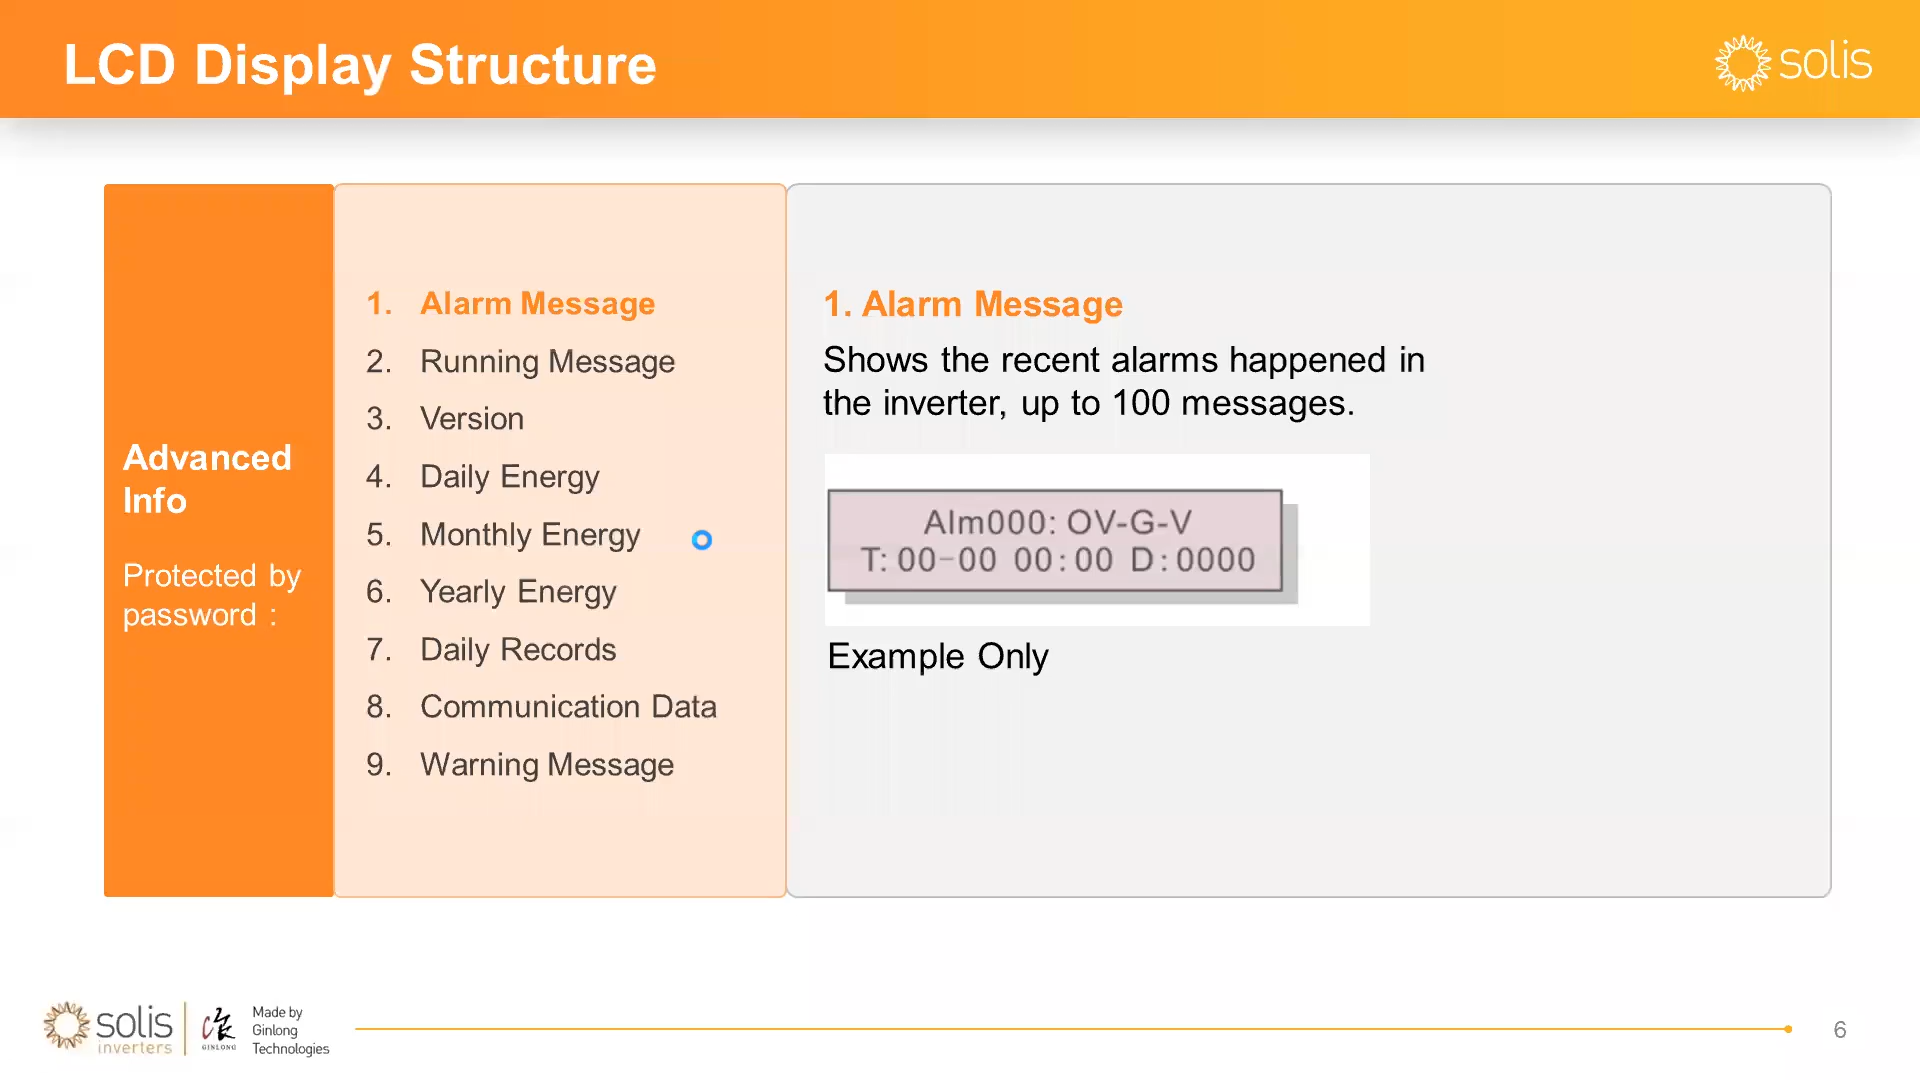 LCD Display Structure
solis
Advanced
Info
Protected by
password :
1. Alarm Message
2. Running Message
3. Version
4. Daily Energy
5. Monthly Energy
6. Yearly Energy
7. Daily Records
8. Communication Data
9. Warning Message
1. Alarm Message
Shows the recent alarms happened in
the inverter, up to 100 messages.
Alm000: OV-G-V
T: 00-00 00:00 D:0000
Example Only
solis
inverters
GINLONG
Made by
Ginlong
Technologies
6